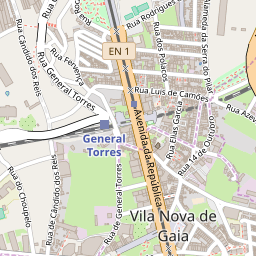 Rua Rodrigues
Alameda da Serra do Pilar
Rua dos Polacos
Rua Cândido dos Reis
EN 1
Rua Fervença
Rua General Torres
Rua Luís de Camões
Rua Azev
Avenida da República
Rua Elias Garcia
Rua 14 de Outubro
General
Torres
Rua de General Torres
Rua de Cândido dos Reis
Rua do Choupelo
Vila Nova de
Gaia